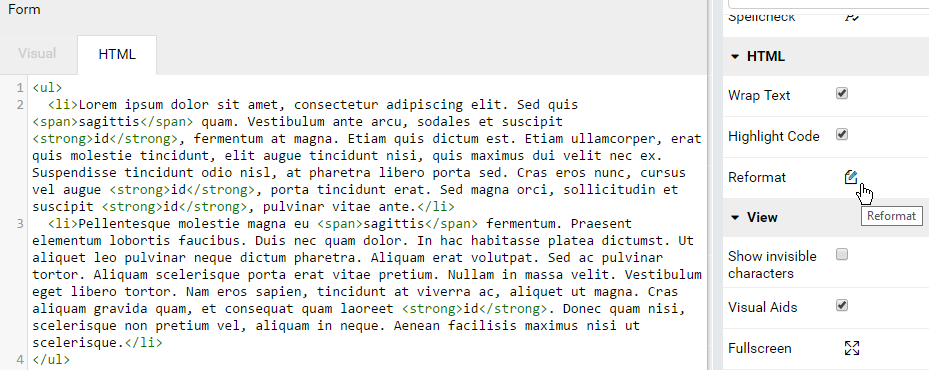 Form
Visual
HTML
1 <ul>
2 <li>Lorem ipsum dolor sit amet, consectetur adipiscing elit. Sed quis
<span>sagittis</span> quam. Vestibulum ante arcu, sodales et suscipit
<strong>id</strong>, fermentum at magna. Etiam quis dictum est. Etiam ullamcorper, erat
quis molestie tincidunt, elit augue tincidunt nisi, quis maximus dui velit nec ex.
Suspendisse tincidunt odio nisl, at pharetra libero porta sed. Cras eros nunc, cursus
vel augue <strong>id</strong>, porta tincidunt erat. Sed magna orci, sollicitudin et
suscipit <strong>id</strong>, pulvinar vitae ante.</li>
3 <li>Pellentesque molestie magna eu <span>sagittis</span> fermentum. Praesent
elementum lobortis faucibus. Duis nec quam dolor. In hac habitasse platea dictumst. Ut
aliquet leo pulvinar neque dictum pharetra. Aliquam erat volutpat. Sed ac pulvinar
tortor. Aliquam scelerisque porta erat vitae pretium. Nullam in massa velit. Vestibulum
eget libero tortor. Nam eros sapien, tincidunt at viverra ac, aliquet ut magna. Cras
aliquam gravida quam, et consequat quam laoreet <strong>id</strong>. Donec quam nisi,
scelerisque non pretium vel, aliquam in neque. Aenean facilisis maximus nisi ut
scelerisque.</li>
4 </ul>
Spellcheck
HTML
Wrap Text
Highlight Code
Reformat
Reformat
View
Show invisible
characters
Visual Aids
Fullscreen